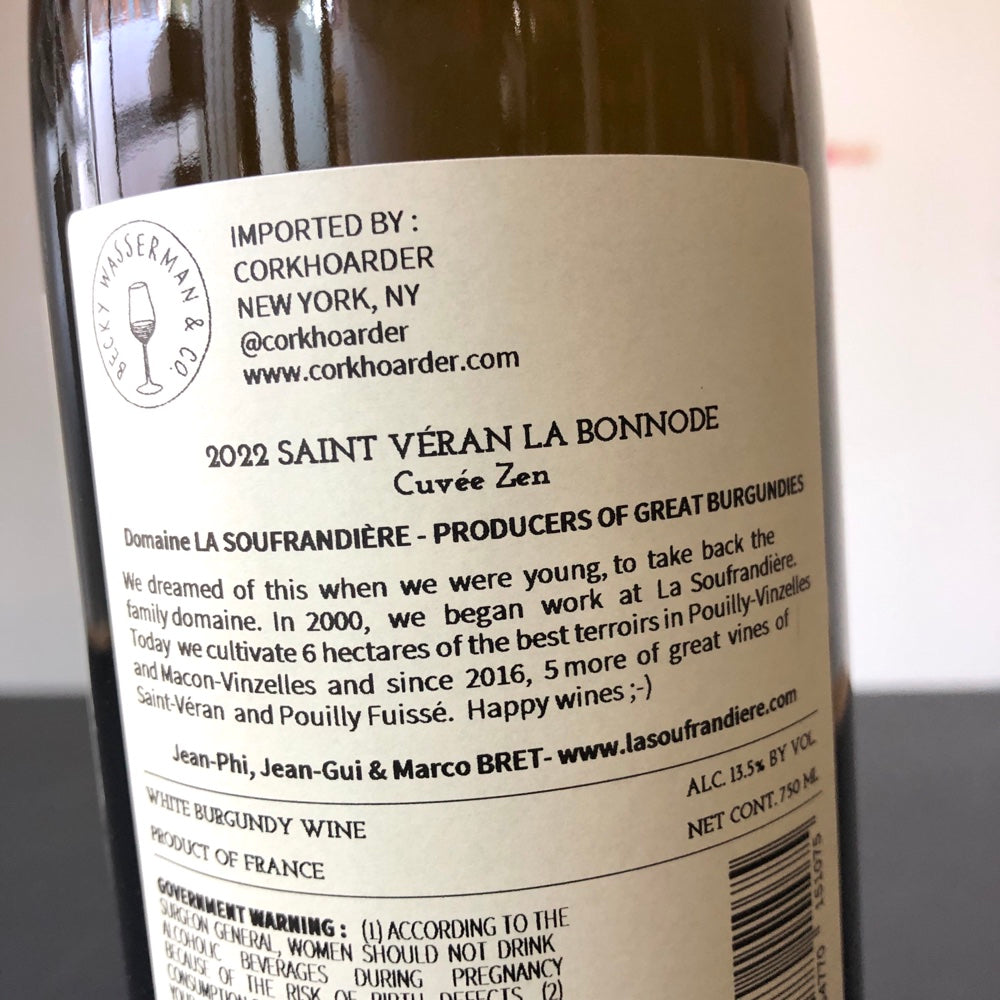 BECKY WASSERMAN & CO.
IMPORTED BY :
CORKHOARDER
NEW YORK, NY
@corkhoarder
www.corkhoarder.com
2022 SAINT VÉRAN LA BONNODE
Cuvée Zen
Domaine LA SOUFRANDIÈRE - PRODUCERS OF GREAT BURGUNDIES
We dreamed of this when we were young, to take back the
family domaine. In 2000, we began work at La Soufrandière.
Today we cultivate 6 hectares of the best terroirs in Pouilly-Vinzelles
and Macon-Vinzelles and since 2016, 5 more of great vines of
Saint-Véran and Pouilly Fuissé. Happy wines ;-)
Jean-Phi, Jean-Gui & Marco BRET- www.lasoufrandiere.com
WHITE BURGUNDY WINE
ALC. 13.5% BY VOL.
PRODUCT OF FRANCE
NET CONT. 750 ML
GOVERNMENT WARNING : (1) ACCORDING TO THE
SURGEON GENERAL, WOMEN SHOULD NOT DRINK
ALCOHOLIC BEVERAGES DURING PREGNANCY
BECAUSE OF THE RISK OF BIRTH DEFECTS. (2)
CONSUMPTION
151075